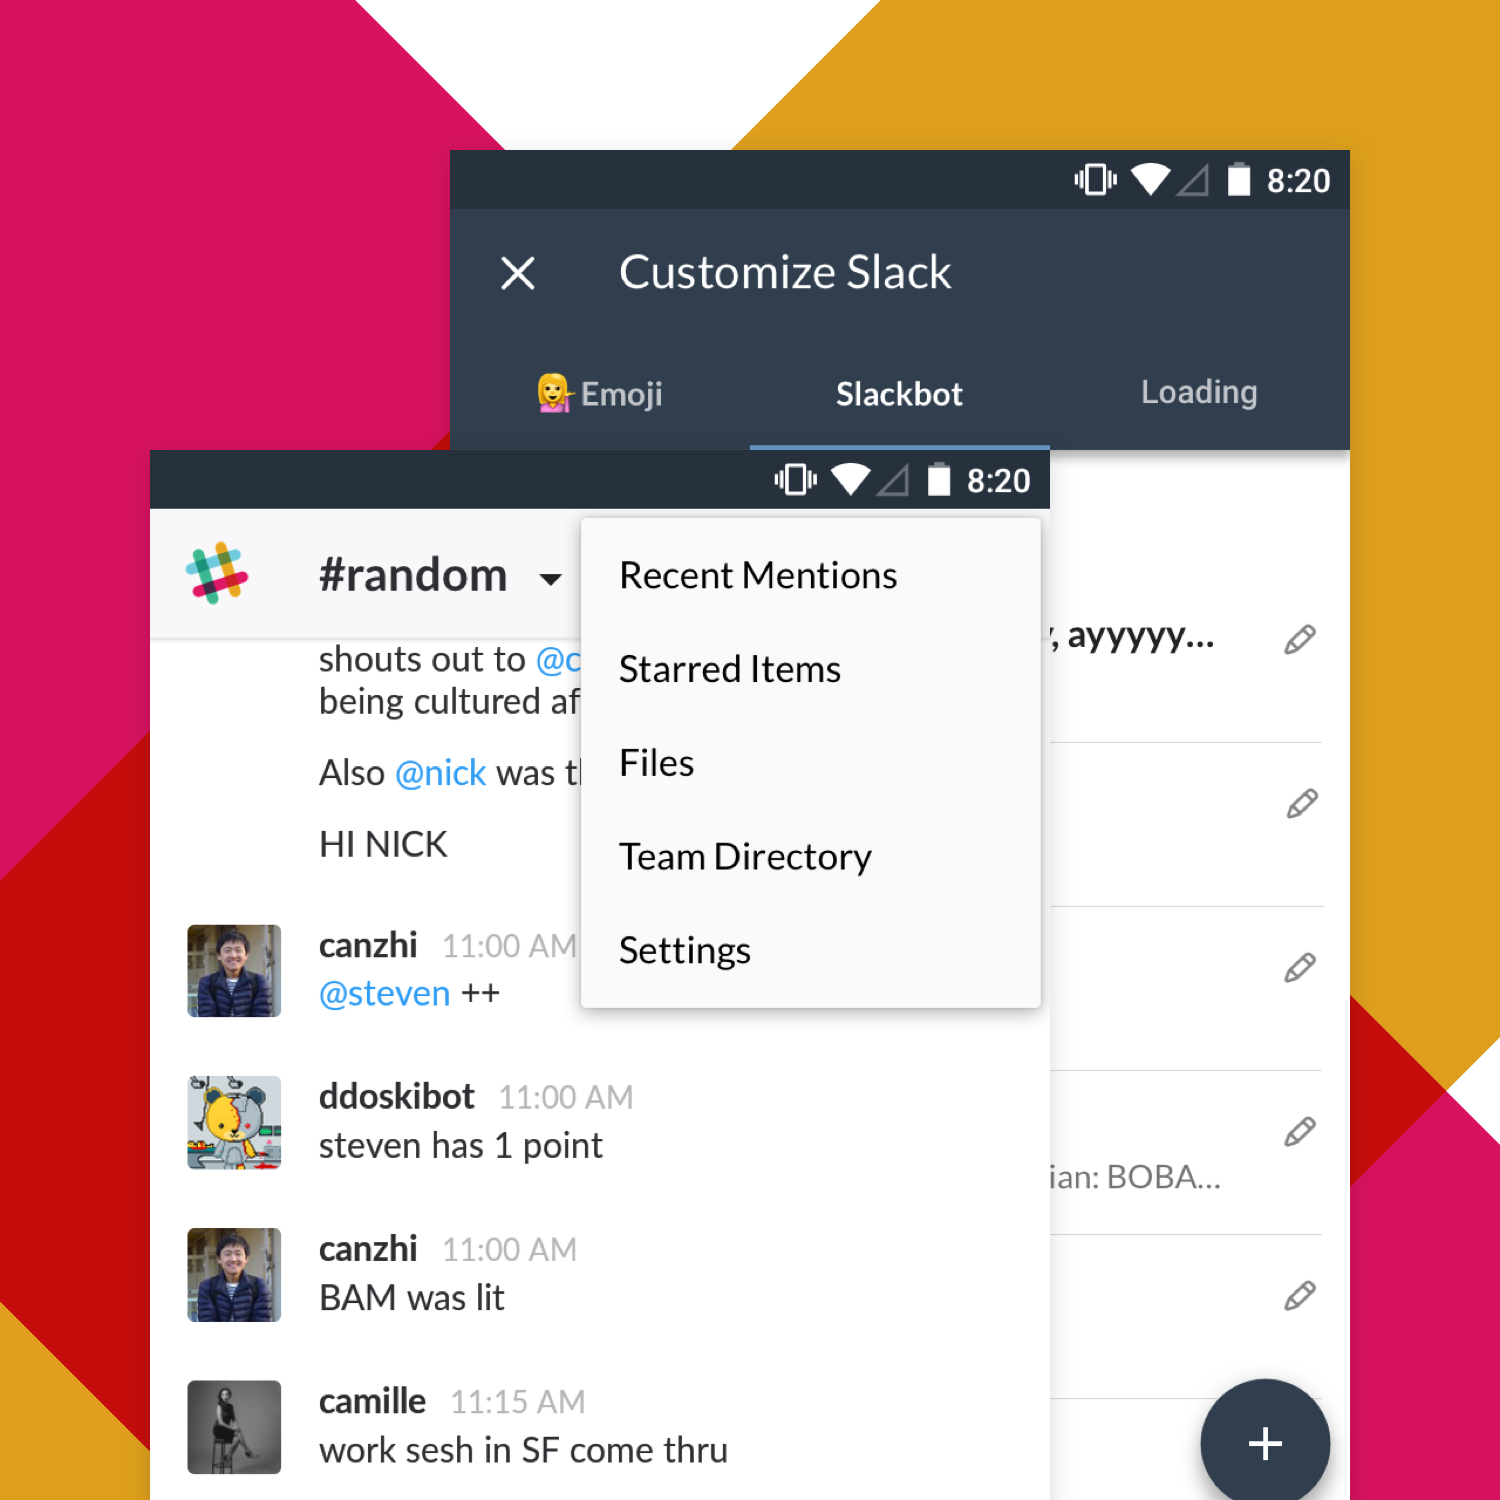 8:20
Customize Slack
Emoji Slackbot Loading
, ayyyyy...
ian: BOBA...
8:20
#random
shouts out to @c
being cultured af
Also @nick was t
HI NICK
canzhi 11:00 AM
@steven ++
ddoskibot 11:00 AM
steven has 1 point
canzhi 11:00 AM
BAM was lit
camille 11:15 AM
work sesh in SF come thru
Recent Mentions
Starred Items
Files
Team Directory
Settings